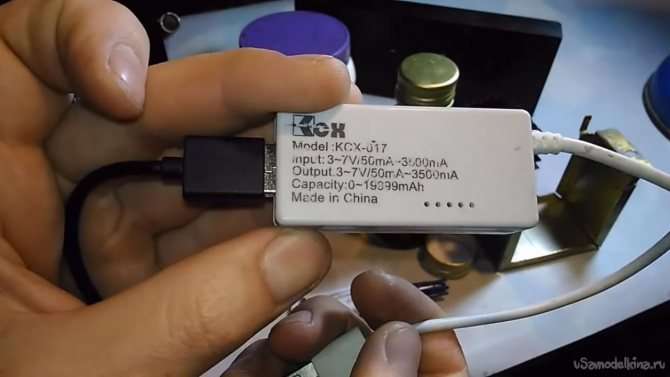 KCX
Model :KCX-017
Input:3~7V/50mA~3500mA
Output.3~7V/50mA~3500mA
Capacity:0~19999mAh
Made in China
uSamodelkina.ru